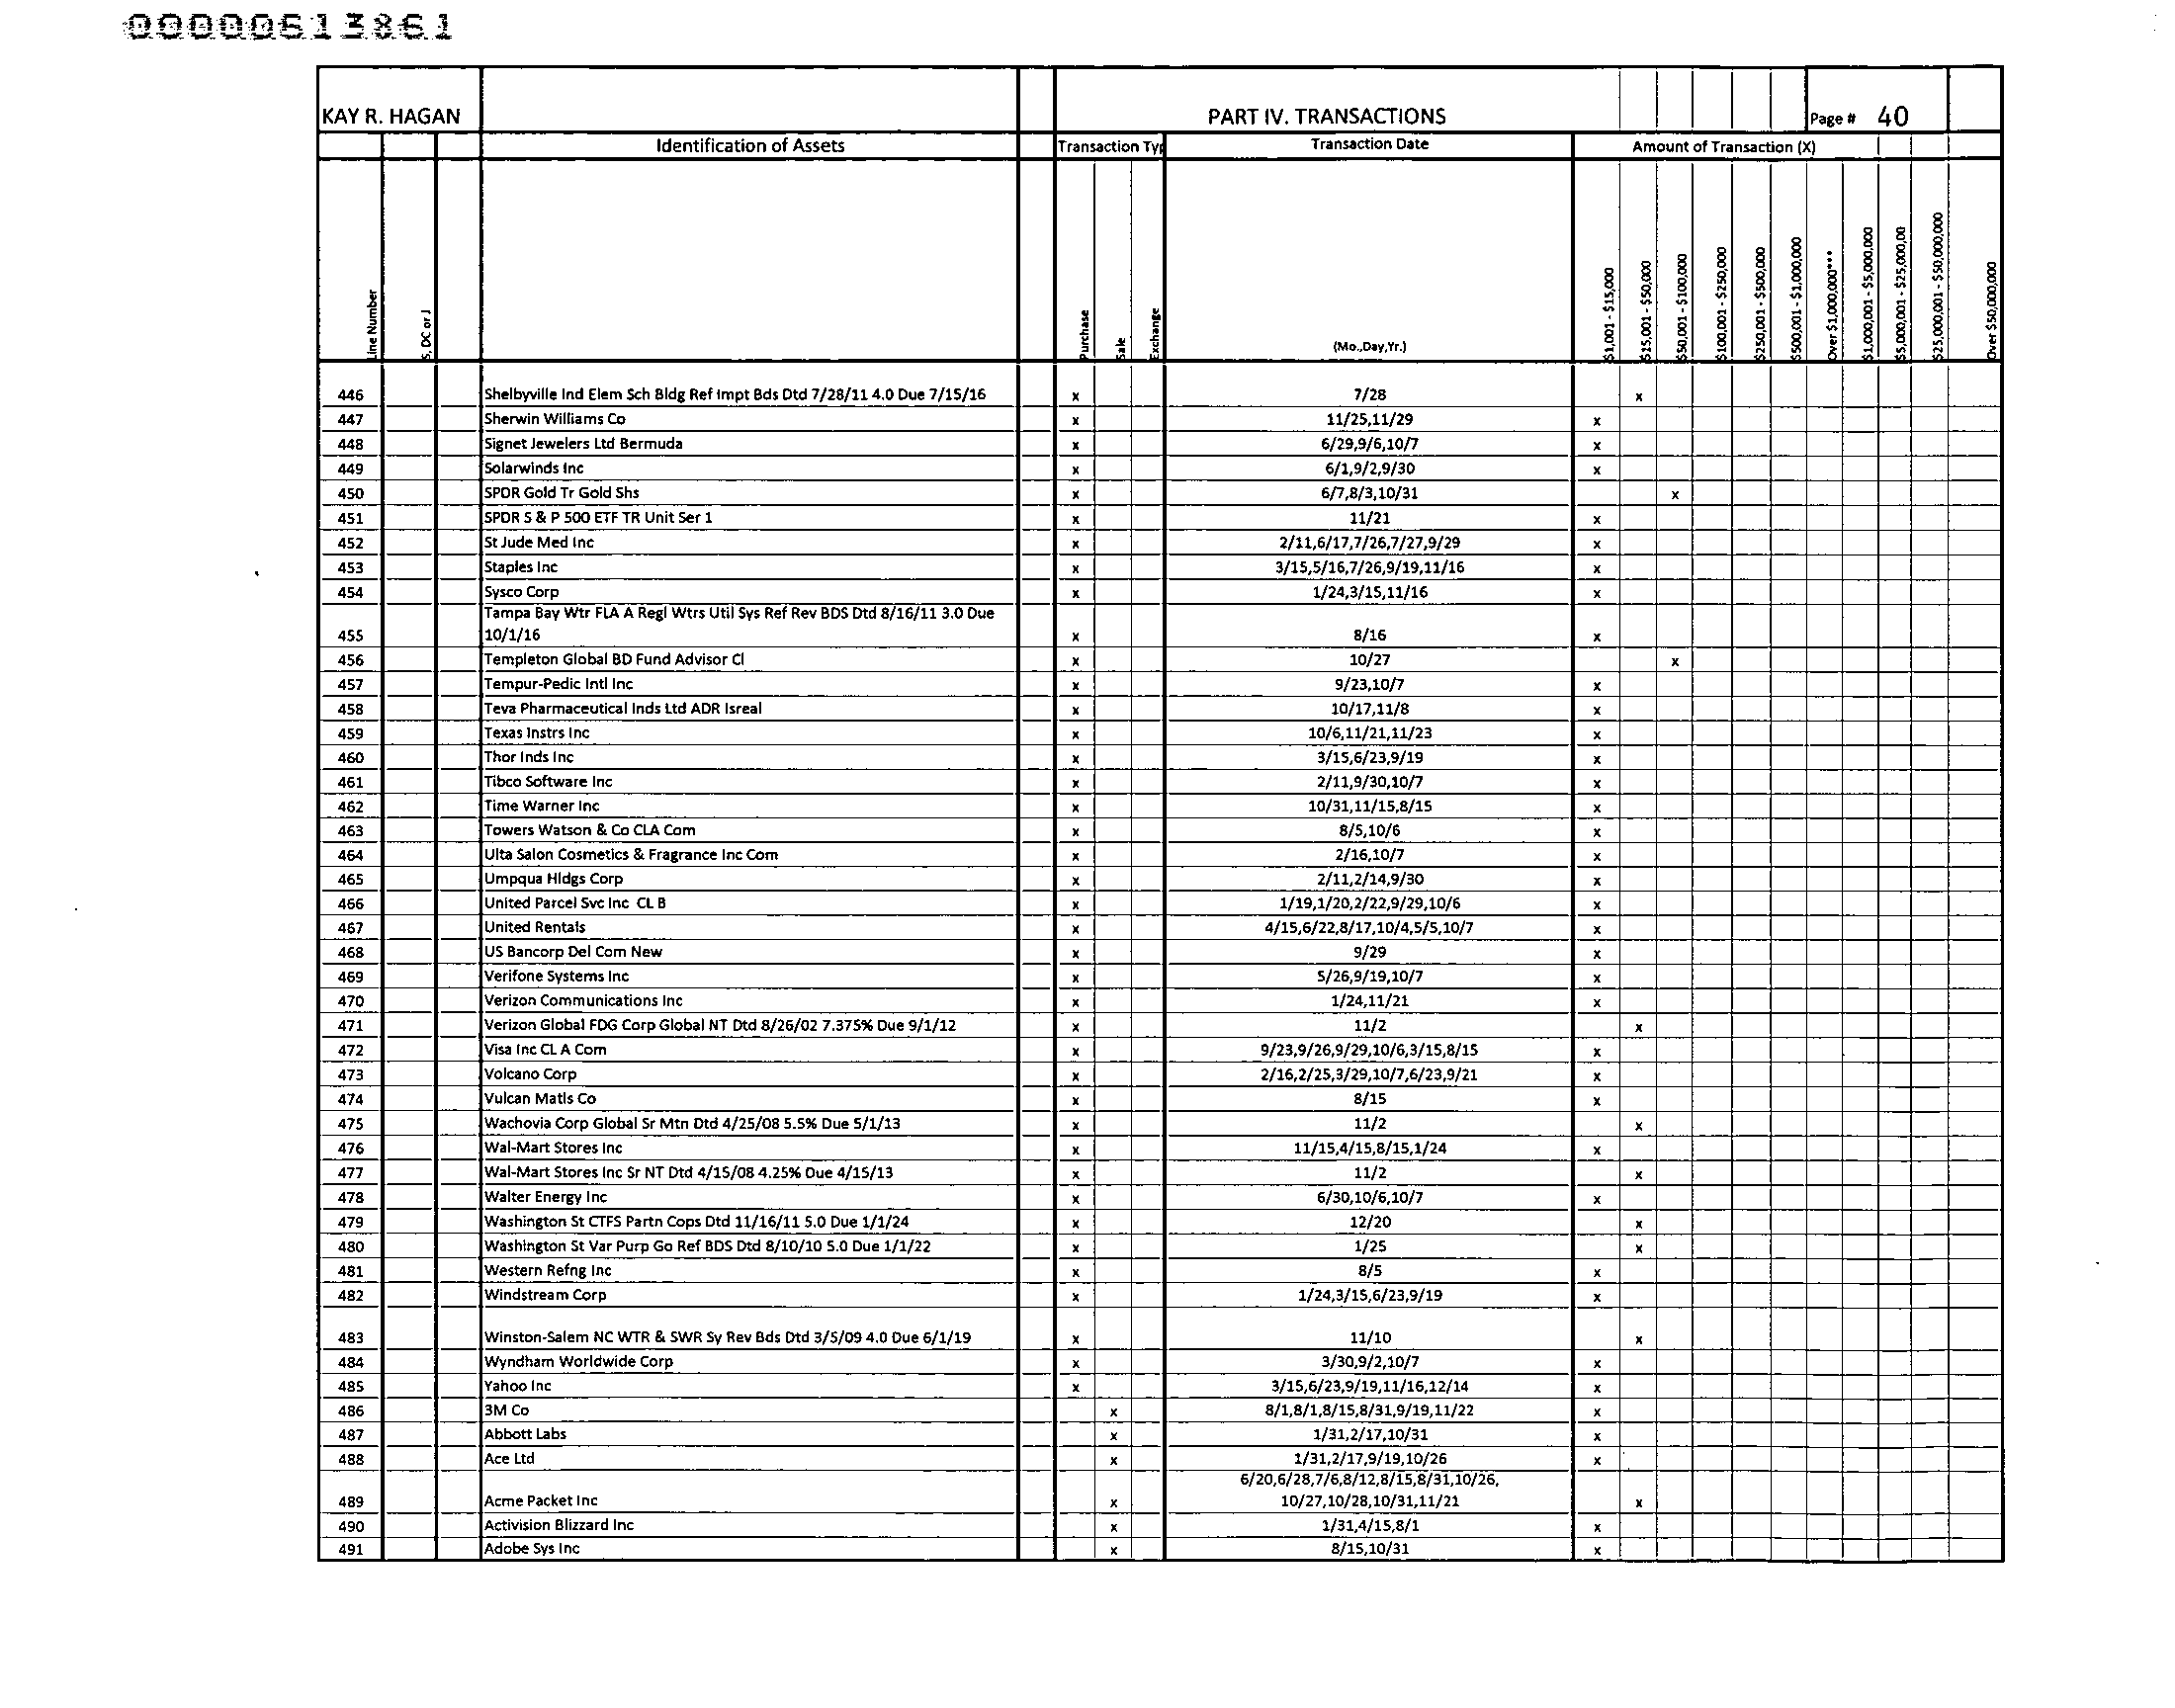 00000613861
KAY R. HAGAN PART IV. TRANSACTIONS Page # 40
Identification of Assets Transaction Typ Transaction Date Amount of Transaction (X)
Line Number S, DC or J Purchase Sale Exchange (Mo.,Day,Yr.) $1,001 - $15,000 $15,001 - $50,000 $50,001 - $100,000 $100,001 - $250,000 $250,001 - $500,000 $500,001 - $1,000,000 Over $1,000,000*** $1,000,001 - $5,000,000 $5,000,001 - $25,000,00 $25,000,001 - $50,000,000 Over $50,000,000
446 Shelbyville Ind Elem Sch Bldg Ref Impt Bds Dtd 7/28/11 4.0 Due 7/15/16 x 7/28 x
447 Sherwin Williams Co x 11/25,11/29 x
448 Signet Jewelers Ltd Bermuda x 6/29,9/6,10/7 x
449 Solarwinds Inc x 6/1,9/2,9/30 x
450 SPDR Gold Tr Gold Shs x 6/7,8/3,10/31 x
451 SPDR S & P 500 ETF TR Unit Ser 1 x 11/21 x
452 St Jude Med Inc x 2/11,6/17,7/26,7/27,9/29 x
453 Staples Inc x 3/15,5/16,7/26,9/19,11/16 x
454 Sysco Corp x 1/24,3/15,11/16 x
Tampa Bay Wtr FLA A Regl Wtrs Util Sys Ref Rev BDS Dtd 8/16/11 3.0 Due
455 10/1/16 x 8/16 x
456 Templeton Global BD Fund Advisor Cl x 10/27 x
457 Tempur-Pedic Intl Inc x 9/23,10/7 x
458 Teva Pharmaceutical Inds Ltd ADR Isreal x 10/17,11/8 x
459 Texas Instrs Inc x 10/6,11/21,11/23 x
460 Thor Inds Inc x 3/15,6/23,9/19 x
461 Tibco Software Inc x 2/11,9/30,10/7 x
462 Time Warner Inc x 10/31,11/15,8/15 x
463 Towers Watson & Co CLA Com x 8/5,10/6 x
464 Ulta Salon Cosmetics & Fragrance Inc Com x 2/16,10/7 x
465 Umpqua Hldgs Corp x 2/11,2/14,9/30 x
466 United Parcel Svc Inc CL B x 1/19,1/20,2/22,9/29,10/6 x
467 United Rentals x 4/15,6/22,8/17,10/4,5/5,10/7 x
468 US Bancorp Del Com New x 9/29 x
469 Verifone Systems Inc x 5/26,9/19,10/7 x
470 Verizon Communications Inc x 1/24,11/21 x
471 Verizon Global FDG Corp Global NT Dtd 8/26/02 7.375% Due 9/1/12 x 11/2 x
472 Visa Inc CL A Com x 9/23,9/26,9/29,10/6,3/15,8/15 x
473 Volcano Corp x 2/16,2/25,3/29,10/7,6/23,9/21 x
474 Vulcan Matls Co x 8/15 x
475 Wachovia Corp Global Sr Mtn Dtd 4/25/08 5.5% Due 5/1/13 x 11/2 x
476 Wal-Mart Stores Inc x 11/15,4/15,8/15,1/24 x
477 Wal-Mart Stores Inc Sr NT Dtd 4/15/08 4.25% Due 4/15/13 x 11/2 x
478 Walter Energy Inc x 6/30,10/6,10/7 x
479 Washington St CTFS Partn Cops Dtd 11/16/11 5.0 Due 1/1/24 x 12/20 x
480 Washington St Var Purp Go Ref BDS Dtd 8/10/10 5.0 Due 1/1/22 x 1/25 x
481 Western Refng Inc x 8/5 x
482 Windstream Corp x 1/24,3/15,6/23,9/19 x
483 Winston-Salem NC WTR & SWR Sy Rev Bds Dtd 3/5/09 4.0 Due 6/1/19 x 11/10 x
484 Wyndham Worldwide Corp x 3/30,9/2,10/7 x
485 Yahoo Inc x 3/15,6/23,9/19,11/16,12/14 x
486 3M Co x 8/1,8/1,8/15,8/31,9/19,11/22 x
487 Abbott Labs x 1/31,2/17,10/31 x
488 Ace Ltd x 1/31,2/17,9/19,10/26 x
6/20,6/28,7/6,8/12,8/15,8/31,10/26,
489 Acme Packet Inc x 10/27,10/28,10/31,11/21 x
490 Activision Blizzard Inc x 1/31,4/15,8/1 x
491 Adobe Sys Inc x 8/15,10/31 x